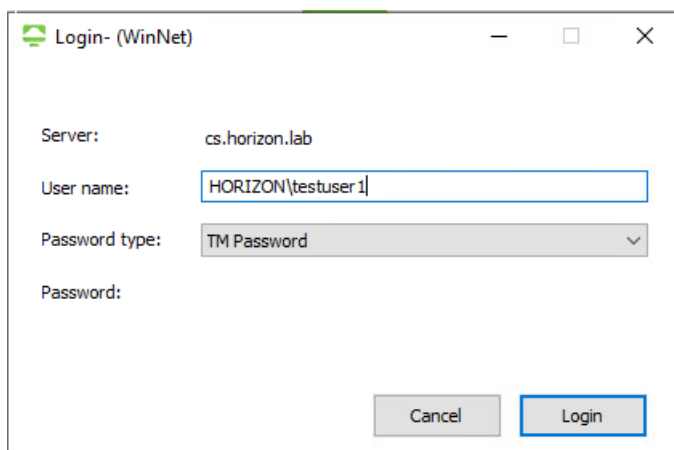 Login- (WinNet)
Server: cs.horizon.lab
User name: HORIZON\testuser1
Password type: TM Password
Password:
Cancel Login